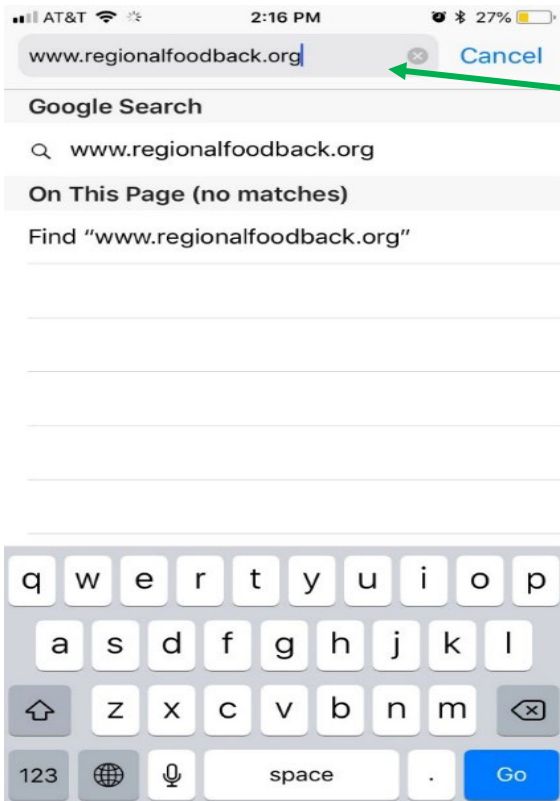 AT&T 2:16 PM 27%
www.regionalfoodback.org Cancel
Google Search
www.regionalfoodback.org
On This Page (no matches)
Find “www.regionalfoodback.org”
q w e r t y u i o p
a s d f g h j k l
z x c v b n m
123 space . Go